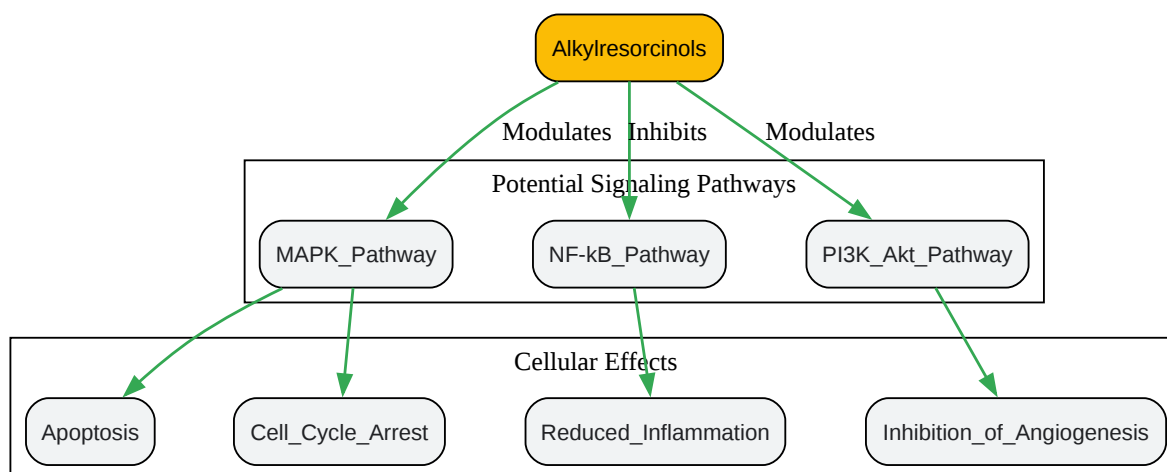 Alkylresorcinols
Modulates
Inhibits
Modulates
Potential Signaling Pathways
MAPK_Pathway
NF-kB_Pathway
PI3K_Akt_Pathway
Cellular Effects
Apoptosis
Cell_Cycle_Arrest
Reduced_Inflammation
Inhibition_of_Angiogenesis